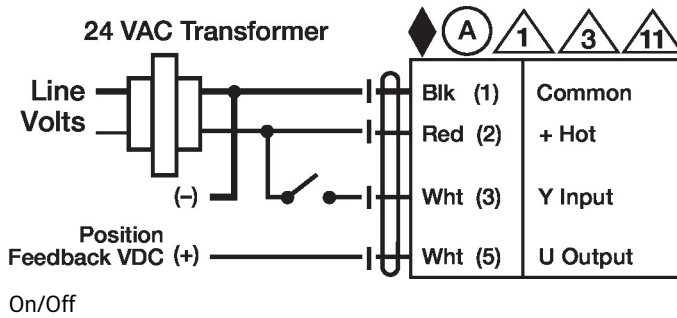 24 VAC Transformer
A 1 3 11
Line Volts
Blk (1) Common
Red (2) + Hot
(–)
Wht (3) Y Input
Position
Feedback VDC (+)
Wht (5) U Output
On/Off